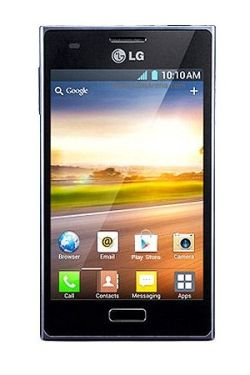 LG
10:10 AM
Google
Browser Email Play Store Camera
Call Contacts Messaging Apps